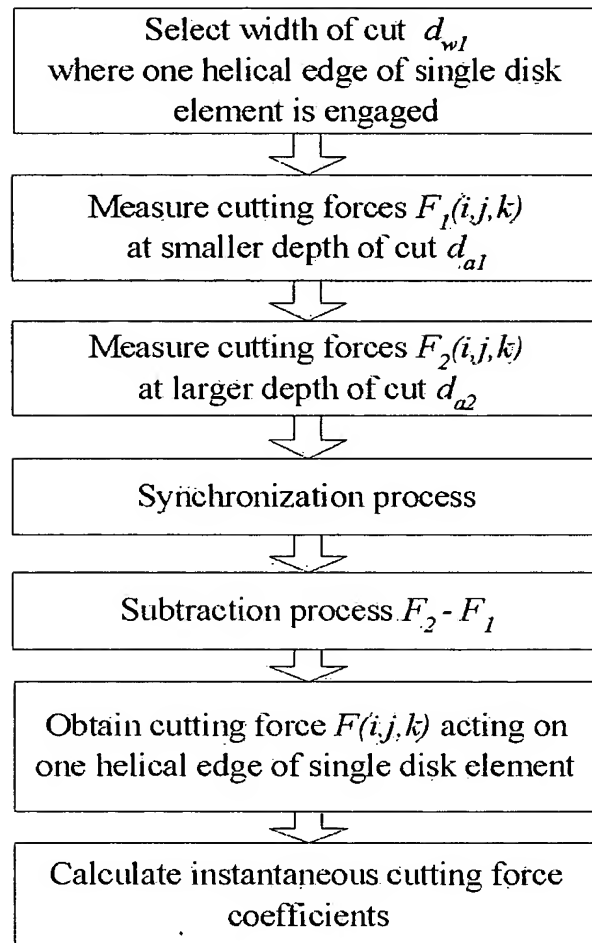 Select width of cut d_w1
where one helical edge of single disk
element is engaged
Measure cutting forces F_1(i,j,k)
at smaller depth of cut d_a1
Measure cutting forces F_2(i,j,k)
at larger depth of cut d_a2
Synchronization process
Subtraction process F_2 - F_1
Obtain cutting force F(i,j,k) acting on
one helical edge of single disk element
Calculate instantaneous cutting force
coefficients